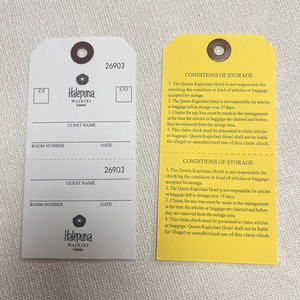 26903
Halepuna
WAIKIKI
CI
CO
GUEST NAME
ROOM NUMBER DATE
26903
GUEST NAME
ROOM NUMBER DATE
Halepuna
WAIKIKI
CONDITIONS OF STORAGE
1. The Queen Kapiolani Hotel is not responsible for
checking the condition or kind of articles or baggage
accepted for storage.
2. The Queen Kapiolani Hotel is not responsible for articles
or baggage left in storage over 30 days.
3. Claims for any loss must be made to the management
at the time the articles or baggage are claimed and before
they are removed from the storage area.
4. This claim check must be presented to claim articles or
baggage. Queen Kapiolani Hotel shall not be liable
for illegal or unauthorized use of this claim check.
CONDITIONS OF STORAGE
1. The Queen Kapiolani Hotel is not responsible for
checking the condition or kind of articles or baggage
accepted for storage.
2. The Queen Kapiolani Hotel is not responsible for articles
or baggage left in storage over 30 days.
3. Claims for any loss must be made to the management
at the time the articles or baggage are claimed and before
they are removed from the storage area.
4. This claim check must be presented to claim
articles or baggage. Queen Kapiolani Hotel shall not be liable
for illegal or unauthorized use of this claim check.